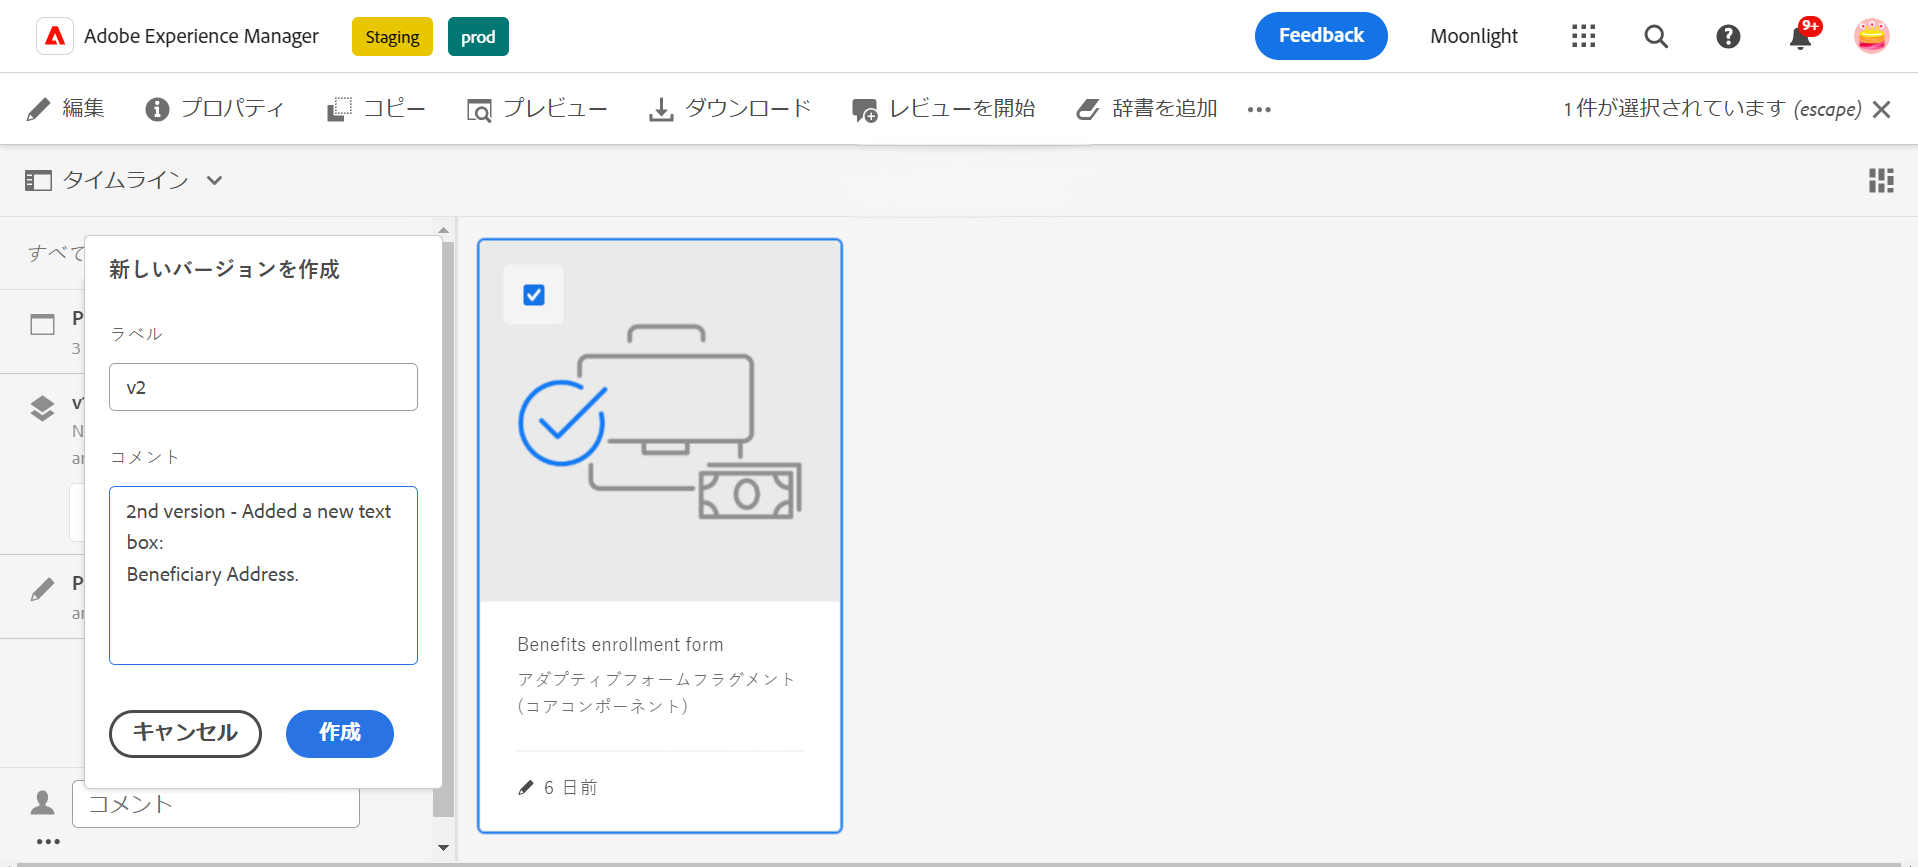 Adobe Experience Manager
Staging
prod
Feedback
Moonlight
9+
編集
プロパティ
コピー
プレビュー
ダウンロード
レビューを開始
辞書を追加
1 件が選択されています (escape)
タイムライン
すべて
新しいバージョンを作成
ラベル
v2
コメント
2nd version - Added a new text
box:
Beneficiary Address.
キャンセル
作成
P
3
N
P
コメント
Benefits enrollment form
アダプティブフォームフラグメント
(コアコンポーネント)
6 日前